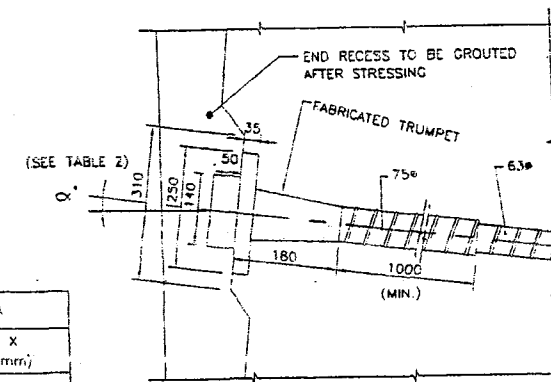 END RECESS TO BE GROUTED
AFTER STRESSING
FABRICATED TRUMPET
35
(SEE TABLE 2)
50
75ø
63ø
310
250
140
α°
180
1000
(MIN.)
X
mm)